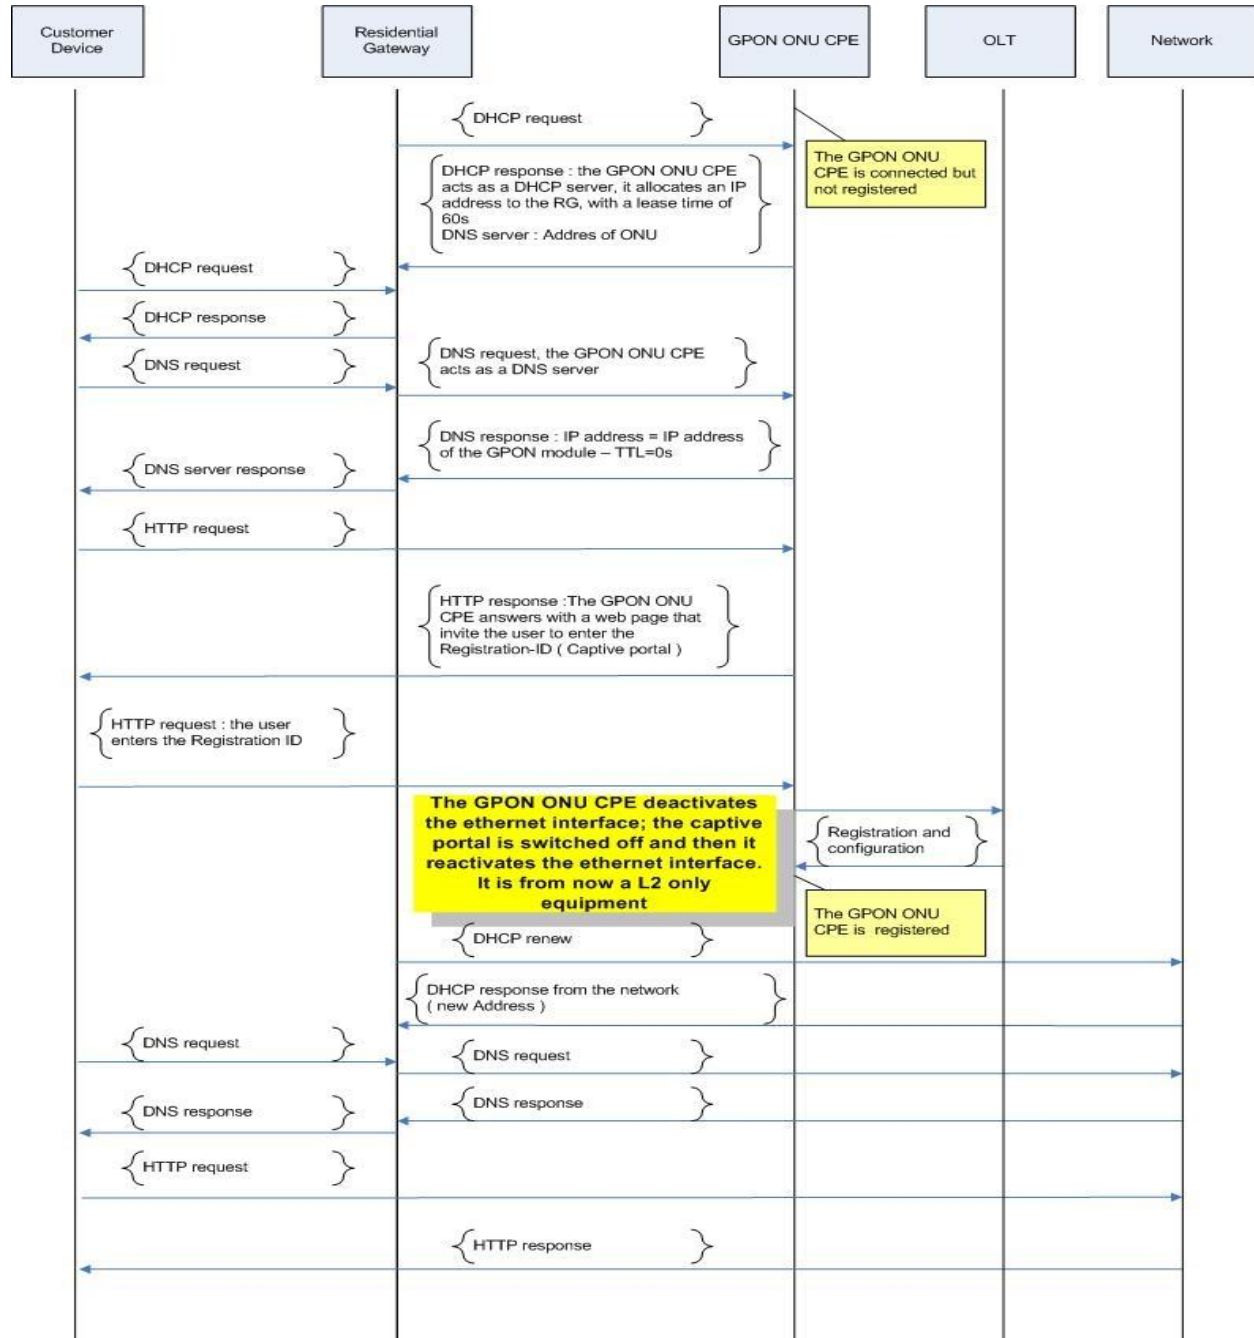 Customer
Device
Residential
Gateway
GPON ONU CPE
OLT
Network
DHCP request
The GPON ONU
CPE is connected but
not registered
DHCP response : the GPON ONU CPE
acts as a DHCP server, it allocates an IP
address to the RG, with a lease time of
60s
DNS server : Addres of ONU
DHCP request
DHCP response
DNS request
DNS request, the GPON ONU CPE
acts as a DNS server
DNS response : IP address = IP address
of the GPON module – TTL=0s
DNS server response
HTTP request
HTTP response :The GPON ONU
CPE answers with a web page that
invite the user to enter the
Registration-ID ( Captive portal )
HTTP request : the user
enters the Registration ID
The GPON ONU CPE deactivates
the ethernet interface; the captive
portal is switched off and then it
reactivates the ethernet interface.
It is from now a L2 only
equipment
Registration and
configuration
The GPON ONU
CPE is  registered
DHCP renew
DHCP response from the network
( new Address )
DNS request
DNS request
DNS response
DNS response
HTTP request
HTTP response